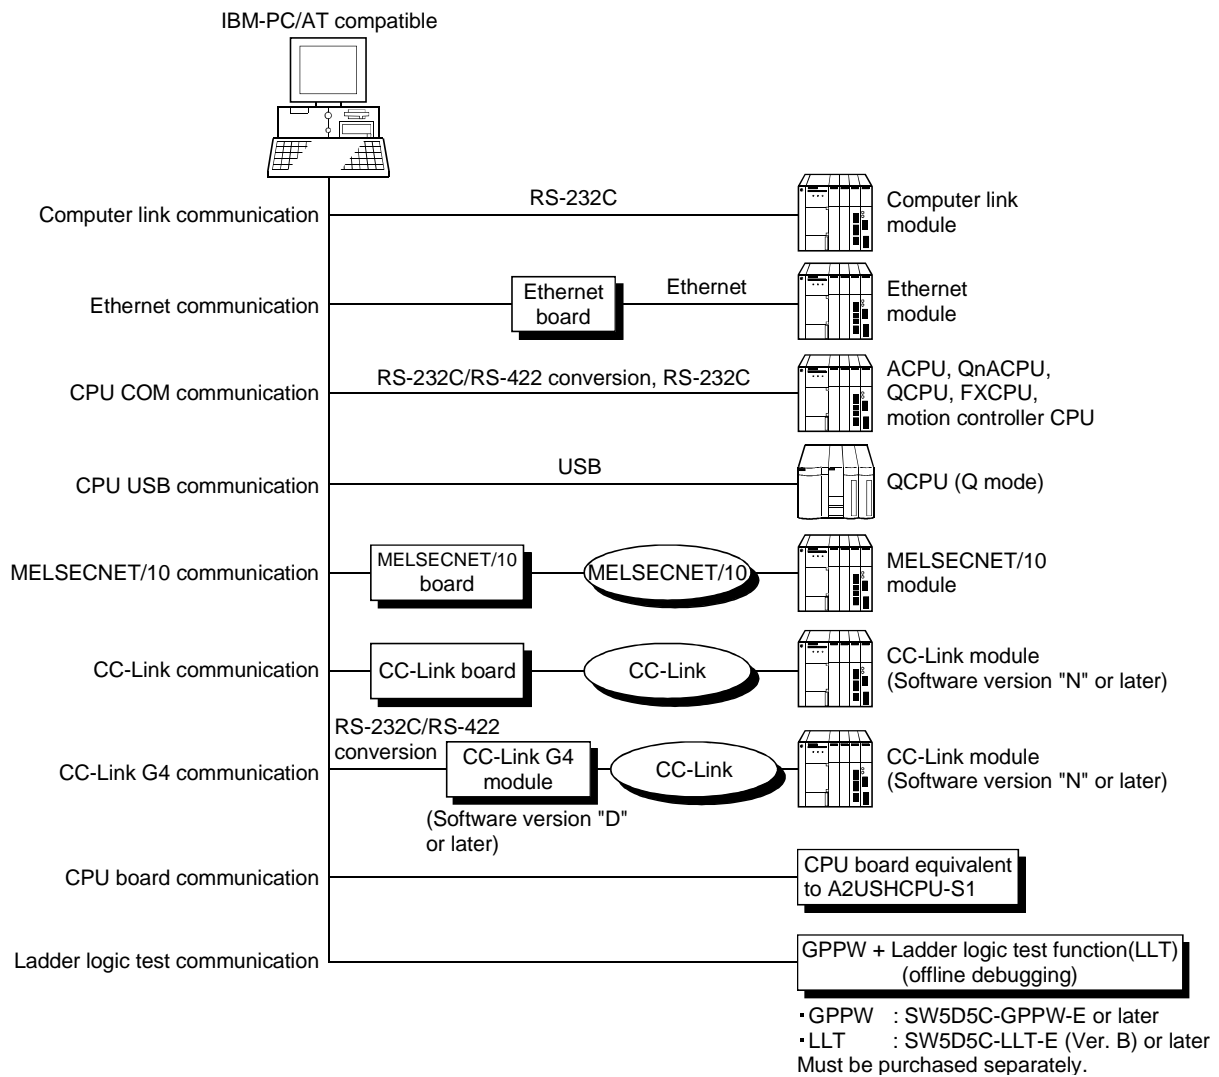 IBM-PC/AT compatible
Computer link communication
RS-232C
Computer link
module
Ethernet communication
Ethernet
board
Ethernet
Ethernet
module
CPU COM communication
RS-232C/RS-422 conversion, RS-232C
ACPU, QnACPU,
QCPU, FXCPU,
motion controller CPU
CPU USB communication
USB
QCPU (Q mode)
MELSECNET/10 communication
MELSECNET/10
board
MELSECNET/10
MELSECNET/10
module
CC-Link communication
CC-Link board
CC-Link
CC-Link module
(Software version "N" or later)
CC-Link G4 communication
RS-232C/RS-422
conversion
CC-Link G4
module
(Software version "D"
or later)
CC-Link
CC-Link module
(Software version "N" or later)
CPU board communication
CPU board equivalent
to A2USHCPU-S1
Ladder logic test communication
GPPW + Ladder logic test function(LLT)
(offline debugging)
･GPPW : SW5D5C-GPPW-E or later
･LLT : SW5D5C-LLT-E (Ver. B) or later
Must be purchased separately.